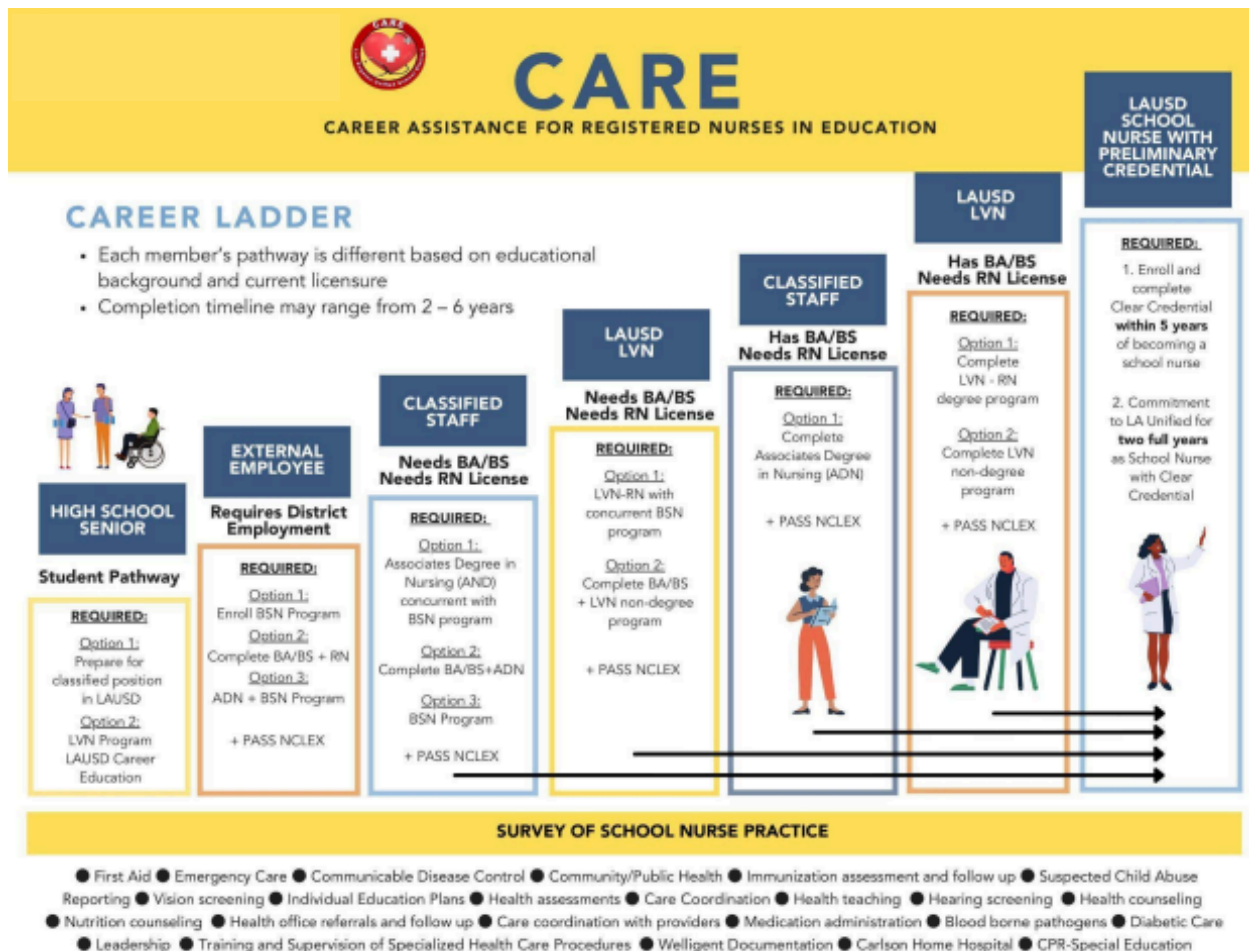 CARE
CARE
CAREER ASSISTANCE FOR REGISTERED NURSES IN EDUCATION
CAREER LADDER
• Each member's pathway is different based on educational
background and current licensure
• Completion timeline may range from 2 – 6 years
HIGH SCHOOL
SENIOR
Student Pathway
REQUIRED:
Option 1:
Prepare for
classified position
in LAUSD
Option 2:
LVN Program
LAUSD Career
Education
EXTERNAL
EMPLOYEE
Requires District
Employment
REQUIRED:
Option 1:
Enroll BSN Program
Option 2:
Complete BA/BS + RN
Option 3:
ADN + BSN Program
+ PASS NCLEX
CLASSIFIED
STAFF
Needs BA/BS
Needs RN License
REQUIRED:
Option 1:
Associates Degree in
Nursing (AND)
concurrent with
BSN program
Option 2:
Complete BA/BS+ADN
Option 3:
BSN Program
+ PASS NCLEX
LAUSD
LVN
Needs BA/BS
Needs RN License
REQUIRED:
Option 1:
LVN-RN with
concurrent BSN
program
Option 2:
Complete BA/BS
+ LVN non-degree
program
+ PASS NCLEX
CLASSIFIED
STAFF
Has BA/BS
Needs RN License
REQUIRED:
Option 1:
Complete
Associates Degree
in Nursing (ADN)
+ PASS NCLEX
LAUSD
LVN
Has BA/BS
Needs RN License
REQUIRED:
Option 1:
Complete
LVN - RN
degree program
Option 2:
Complete LVN
non-degree
program
+ PASS NCLEX
LAUSD
SCHOOL
NURSE WITH
PRELIMINARY
CREDENTIAL
REQUIRED:
1. Enroll and
complete
Clear Credential
within 5 years
of becoming a
school nurse
2. Commitment
to LA Unified for
two full years
as School Nurse
with Clear
Credential
SURVEY OF SCHOOL NURSE PRACTICE
● First Aid ● Emergency Care ● Communicable Disease Control ● Community/Public Health ● Immunization assessment and follow up ● Suspected Child Abuse
Reporting ● Vision screening ● Individual Education Plans ● Health assessments ● Care Coordination ● Health teaching ● Hearing screening ● Health counseling
● Nutrition counseling ● Health office referrals and follow up ● Care coordination with providers ● Medication administration ● Blood borne pathogens ● Diabetic Care
● Leadership ● Training and Supervision of Specialized Health Care Procedures ● Welligent Documentation ● Carlson Home Hospital ● CPR-Special Education